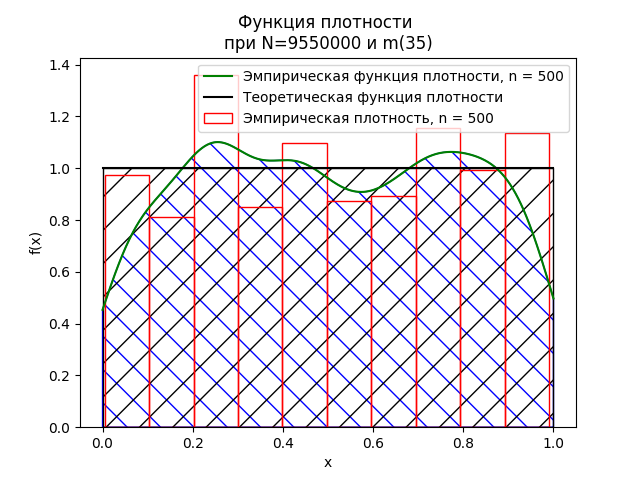 Функция плотности
при N=9550000 и m(35)
Эмпирическая функция плотности, n = 500
Теоретическая функция плотности
Эмпирическая плотность, n = 500
f(x)
1.4
1.2
1.0
0.8
0.6
0.4
0.2
0.0
0.0 0.2 0.4 0.6 0.8 1.0
x